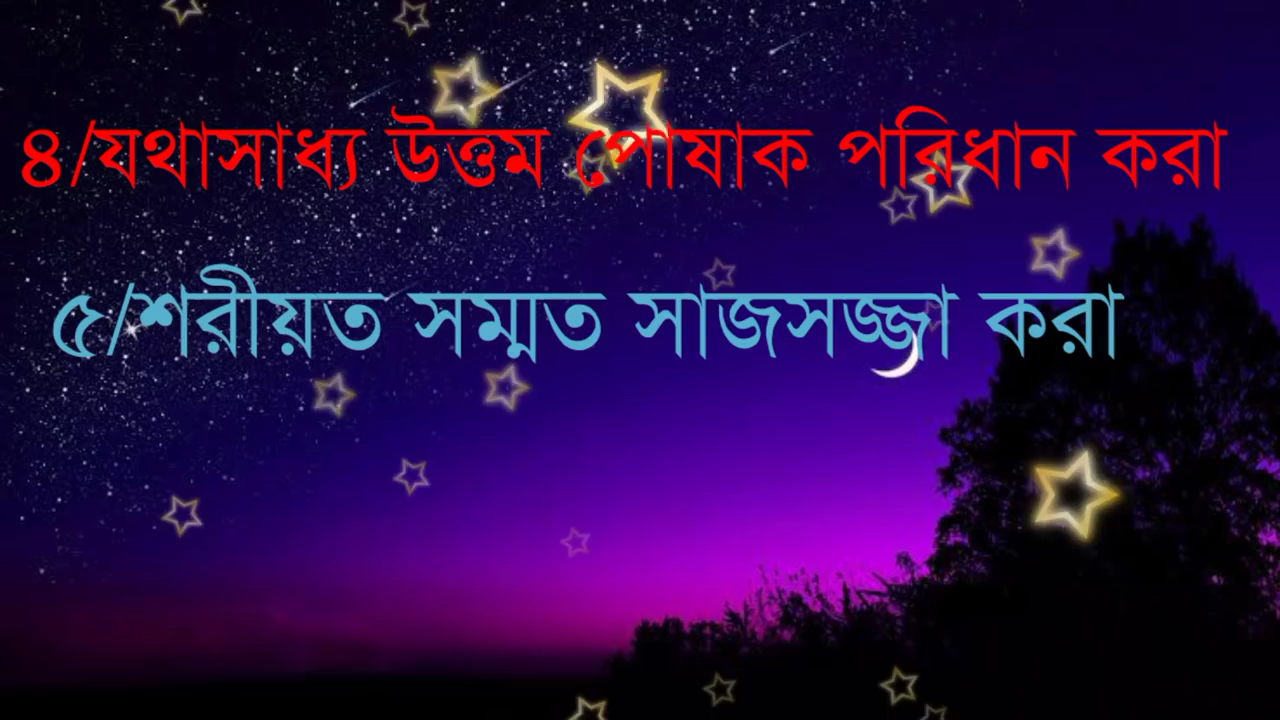 ৪/যথাসাধ্য উত্তম পোষাক পরিধান করা
৫/শরীয়ত সম্মত সাজসজ্জা করা